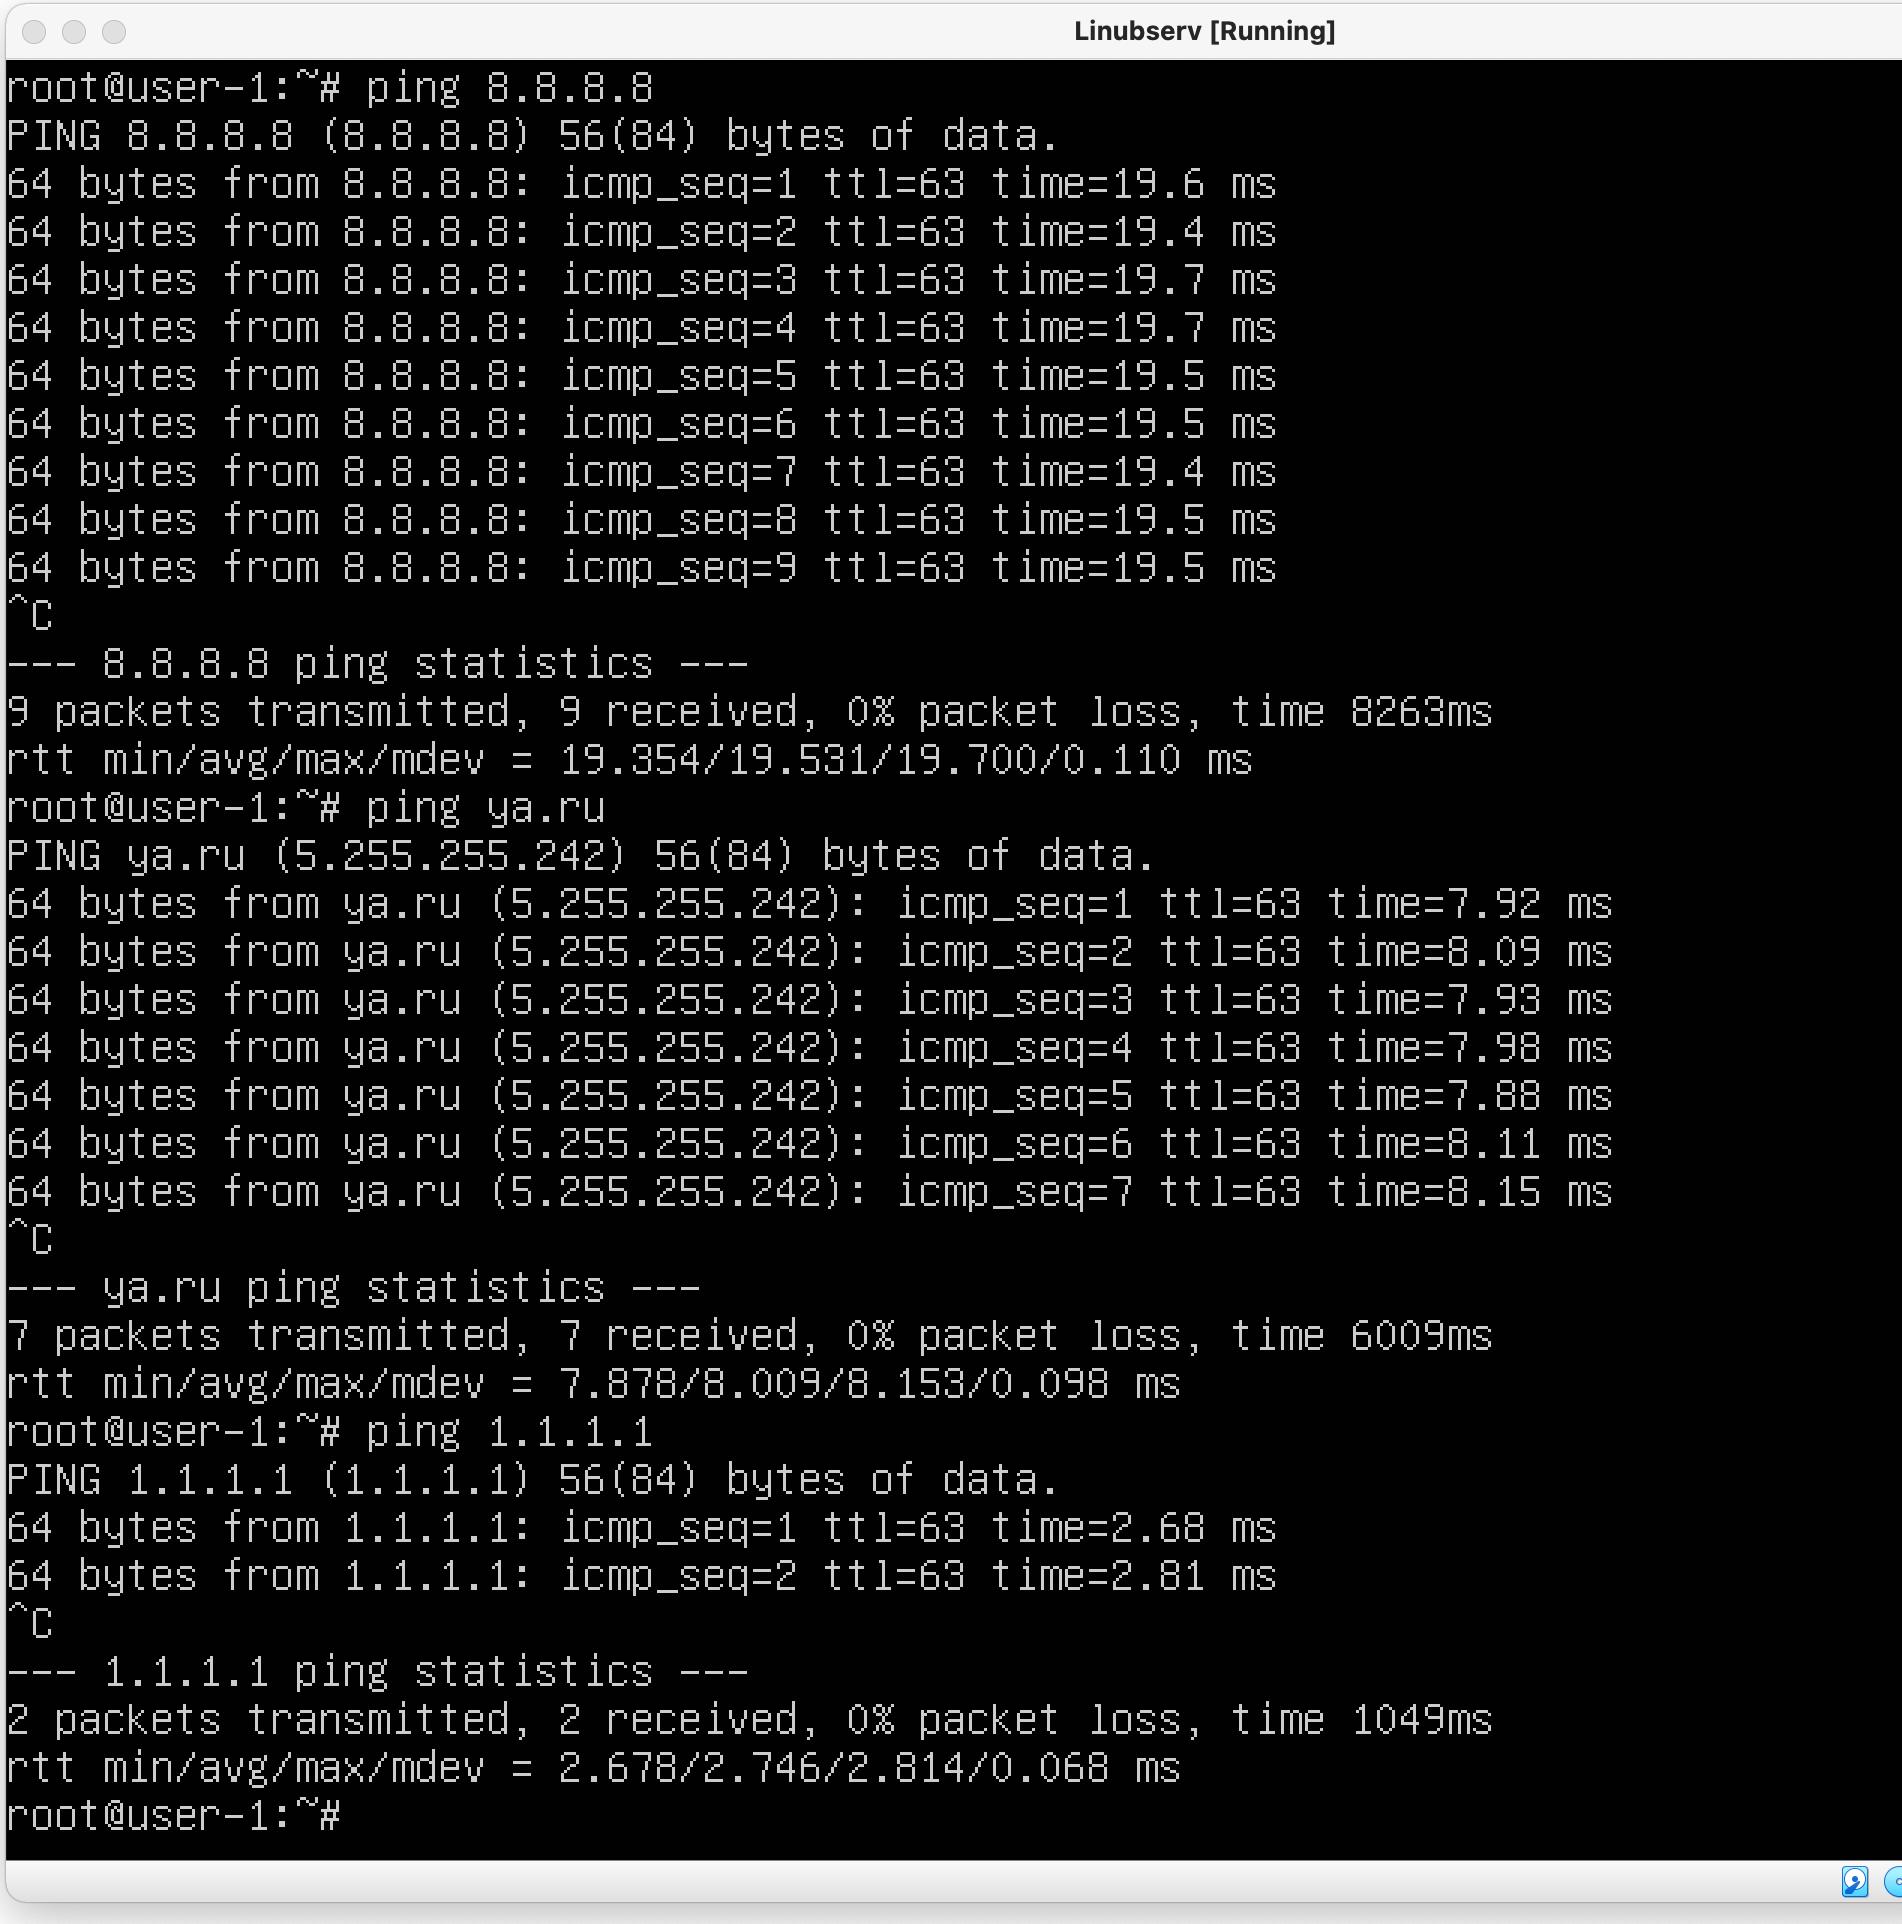 Linubserv [Running]
root@user-1:~# ping 8.8.8.8
PING 8.8.8.8 (8.8.8.8) 56(84) bytes of data.
64 bytes from 8.8.8.8: icmp_seq=1 ttl=63 time=19.6 ms
64 bytes from 8.8.8.8: icmp_seq=2 ttl=63 time=19.4 ms
64 bytes from 8.8.8.8: icmp_seq=3 ttl=63 time=19.7 ms
64 bytes from 8.8.8.8: icmp_seq=4 ttl=63 time=19.7 ms
64 bytes from 8.8.8.8: icmp_seq=5 ttl=63 time=19.5 ms
64 bytes from 8.8.8.8: icmp_seq=6 ttl=63 time=19.5 ms
64 bytes from 8.8.8.8: icmp_seq=7 ttl=63 time=19.4 ms
64 bytes from 8.8.8.8: icmp_seq=8 ttl=63 time=19.5 ms
64 bytes from 8.8.8.8: icmp_seq=9 ttl=63 time=19.5 ms
^C
--- 8.8.8.8 ping statistics ---
9 packets transmitted, 9 received, 0% packet loss, time 8263ms
rtt min/avg/max/mdev = 19.354/19.531/19.700/0.110 ms
root@user-1:~# ping ya.ru
PING ya.ru (5.255.255.242) 56(84) bytes of data.
64 bytes from ya.ru (5.255.255.242): icmp_seq=1 ttl=63 time=7.92 ms
64 bytes from ya.ru (5.255.255.242): icmp_seq=2 ttl=63 time=8.09 ms
64 bytes from ya.ru (5.255.255.242): icmp_seq=3 ttl=63 time=7.93 ms
64 bytes from ya.ru (5.255.255.242): icmp_seq=4 ttl=63 time=7.98 ms
64 bytes from ya.ru (5.255.255.242): icmp_seq=5 ttl=63 time=7.88 ms
64 bytes from ya.ru (5.255.255.242): icmp_seq=6 ttl=63 time=8.11 ms
64 bytes from ya.ru (5.255.255.242): icmp_seq=7 ttl=63 time=8.15 ms
^C
--- ya.ru ping statistics ---
7 packets transmitted, 7 received, 0% packet loss, time 6009ms
rtt min/avg/max/mdev = 7.878/8.009/8.153/0.098 ms
root@user-1:~# ping 1.1.1.1
PING 1.1.1.1 (1.1.1.1) 56(84) bytes of data.
64 bytes from 1.1.1.1: icmp_seq=1 ttl=63 time=2.68 ms
64 bytes from 1.1.1.1: icmp_seq=2 ttl=63 time=2.81 ms
^C
--- 1.1.1.1 ping statistics ---
2 packets transmitted, 2 received, 0% packet loss, time 1049ms
rtt min/avg/max/mdev = 2.678/2.746/2.814/0.068 ms
root@user-1:~#